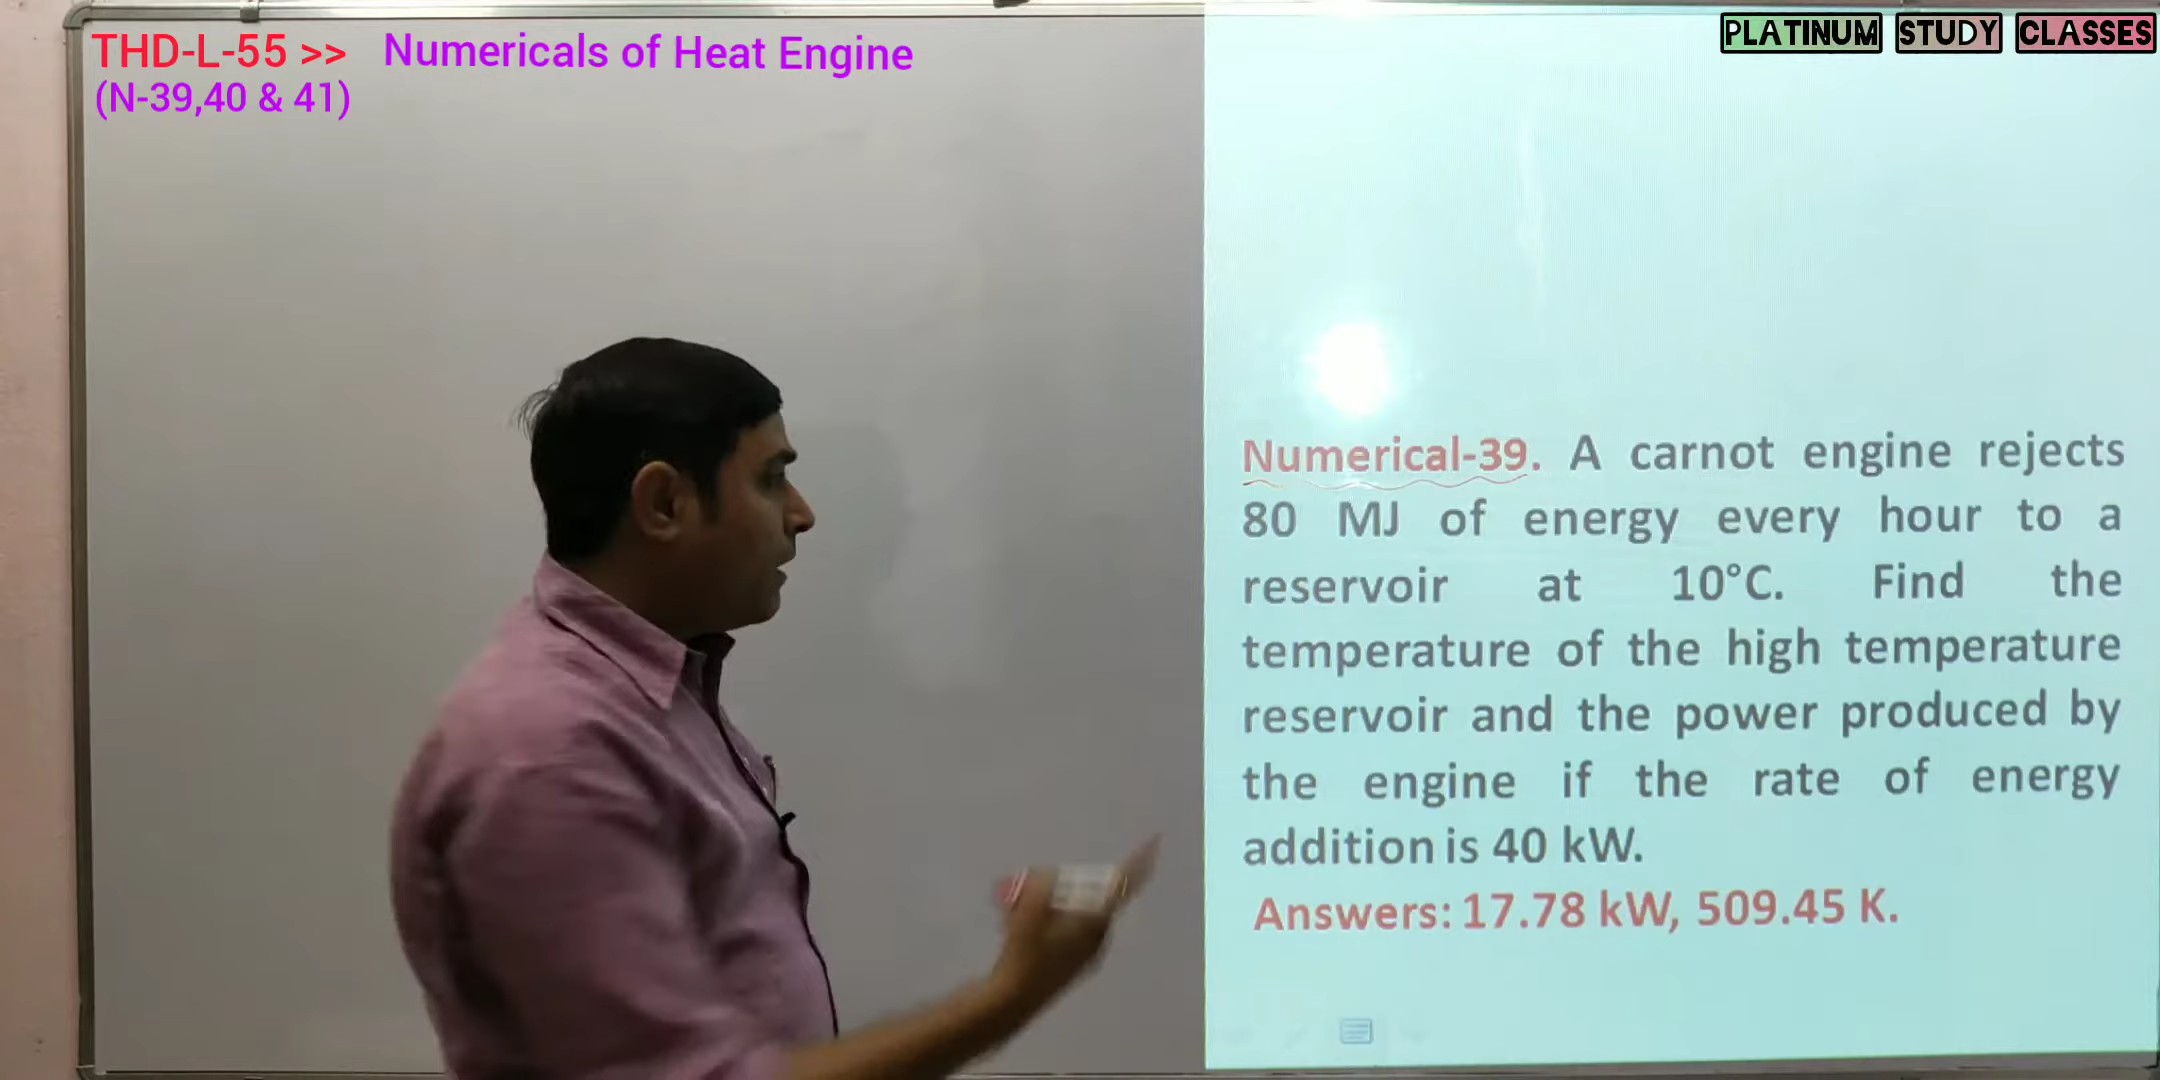 THD-L-55 >> Numericals of Heat Engine
(N-39,40 & 41)
PLATINUM STUDY CLASSES
Numerical-39. A carnot engine rejects
80 MJ of energy every hour to a
reservoir at 10°C. Find the
temperature of the high temperature
reservoir and the power produced by
the engine if the rate of energy
addition is 40 kW.
Answers: 17.78 kW, 509.45 K.